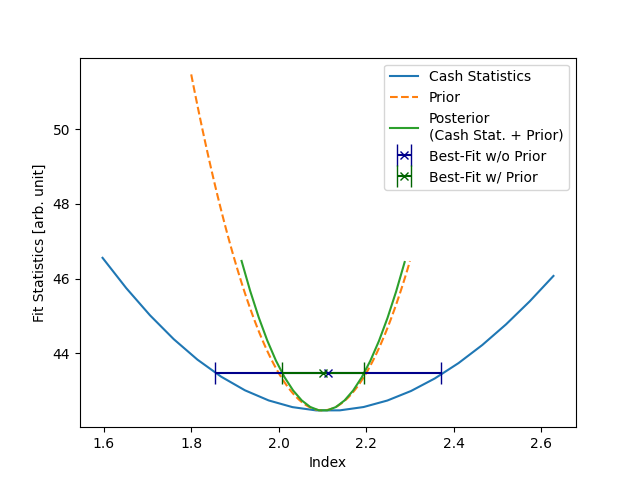 Cash Statistics
Prior
Posterior
(Cash Stat. + Prior)
Best-Fit w/o Prior
Best-Fit w/ Prior
Fit Statistics [arb. unit]
50
48
46
44
1.6 1.8 2.0 2.2 2.4 2.6
Index